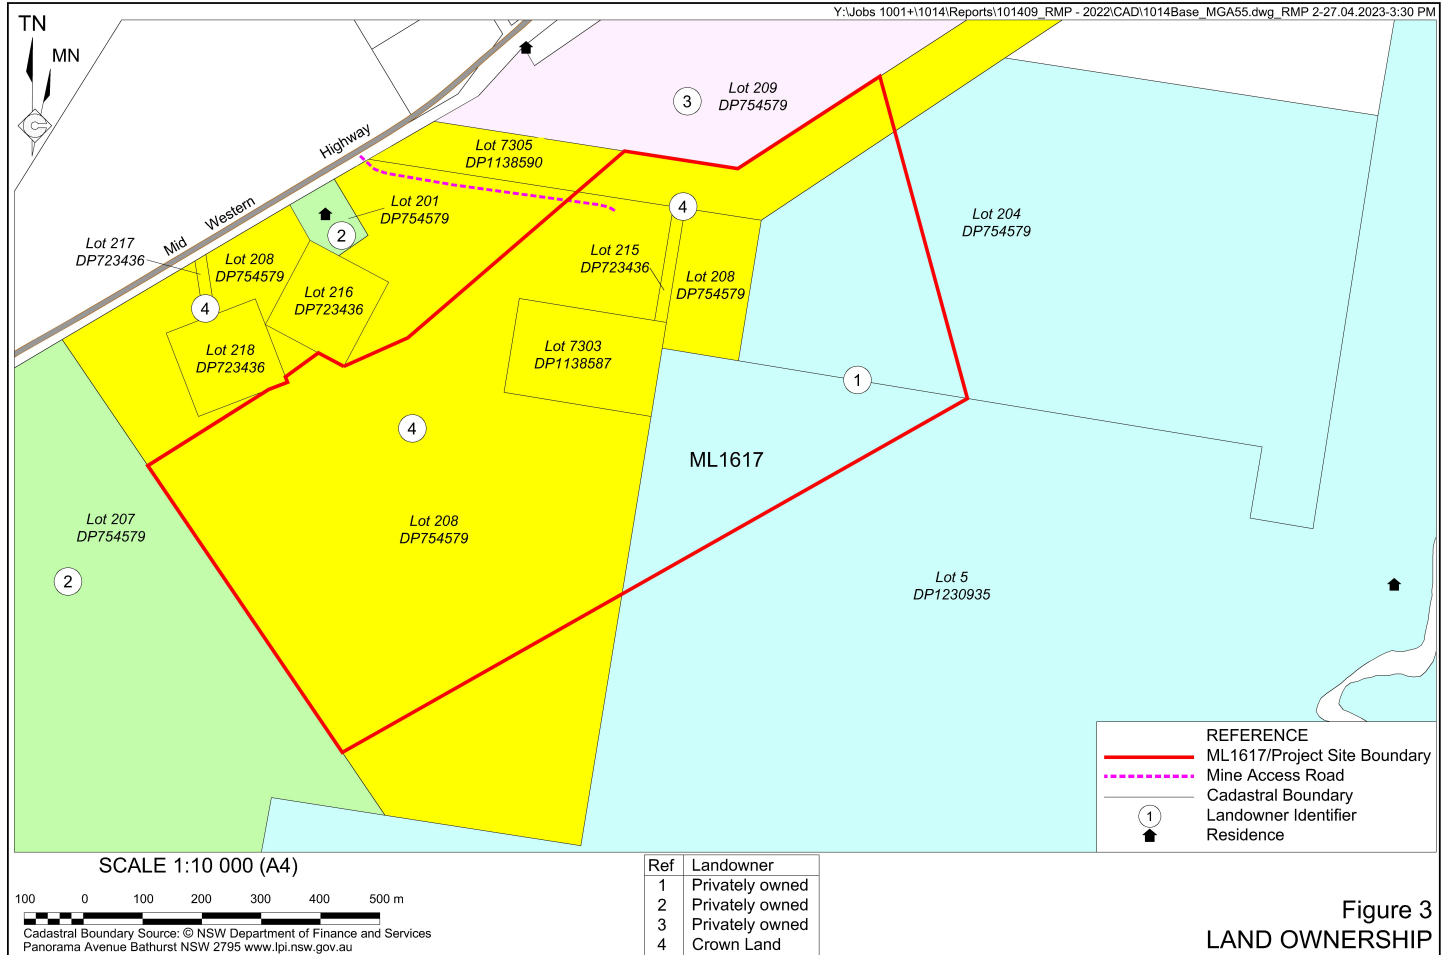 Y:\Jobs 1001+\1014\Reports\101409_RMP - 2022\CAD\1014Base_MGA55.dwg_RMP 2-27.04.2023-3:30 PM
TN
MN
Lot 209
DP754579
3
Highway
Lot 7305
DP1138590
Western
Mid
Lot 201
DP754579
2
4
Lot 204
DP754579
Lot 217
DP723436
Lot 208
DP754579
Lot 215
DP723436
Lot 208
DP754579
Lot 216
DP723436
4
Lot 218
DP723436
Lot 7303
DP1138587
1
4
ML1617
Lot 207
DP754579
Lot 208
DP754579
2
Lot 5
DP1230935
REFERENCE
ML1617/Project Site Boundary
Mine Access Road
Cadastral Boundary
1 Landowner Identifier
Residence
SCALE 1:10 000 (A4)
100 0 100 200 300 400 500 m
Cadastral Boundary Source: © NSW Department of Finance and Services
Panorama Avenue Bathurst NSW 2795 www.lpi.nsw.gov.au
Ref Landowner
1 Privately owned
2 Privately owned
3 Privately owned
4 Crown Land
Figure 3
LAND OWNERSHIP